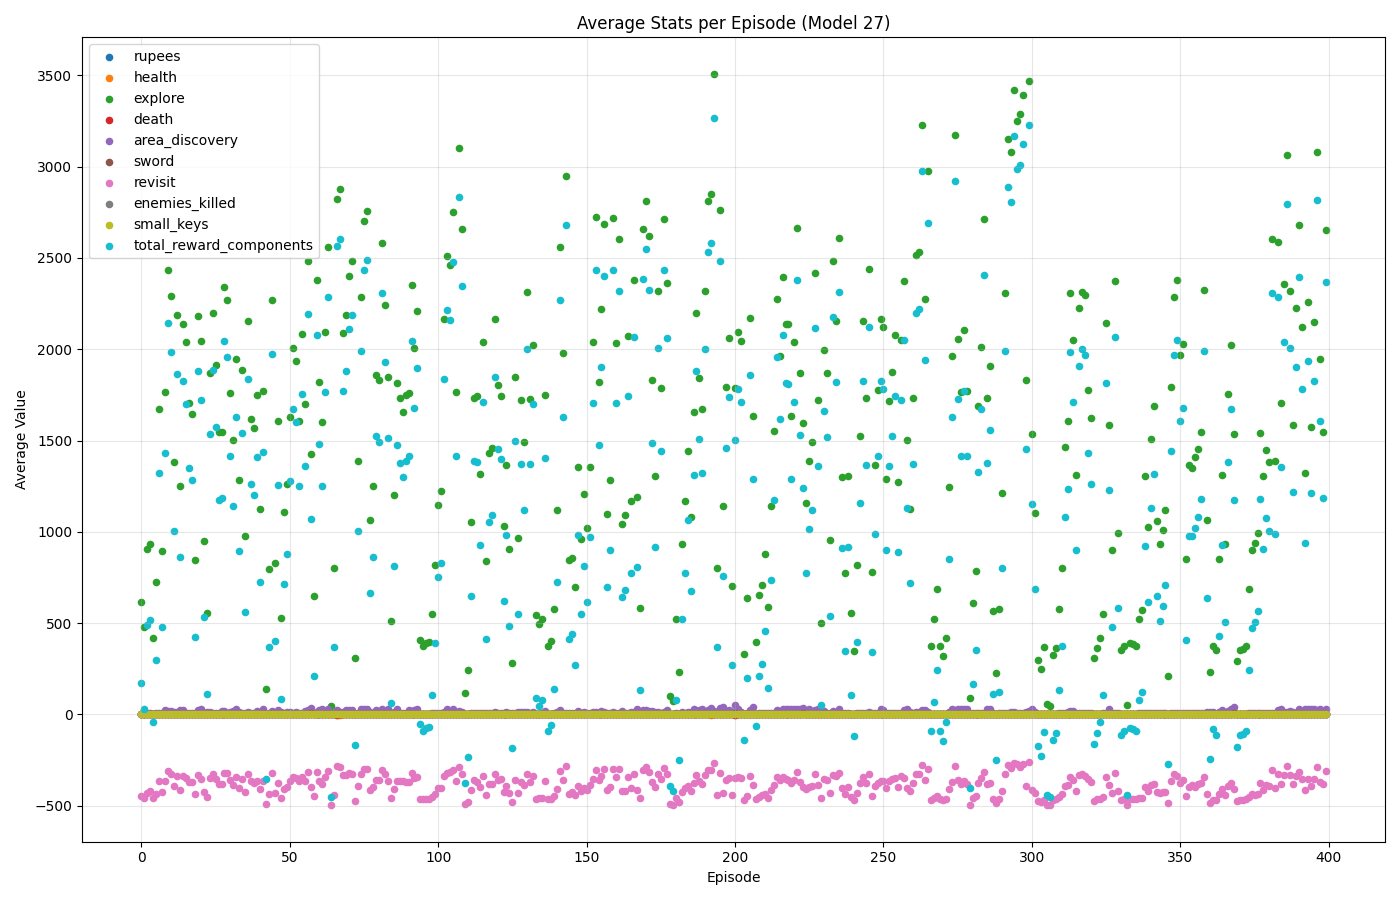 Average Stats per Episode (Model 27)
rupees
health
explore
death
area_discovery
sword
revisit
enemies_killed
small_keys
total_reward_components
3500
3000
2500
2000
1500
1000
500
0
−500
Average Value
0 50 100 150 200 250 300 350 400
Episode